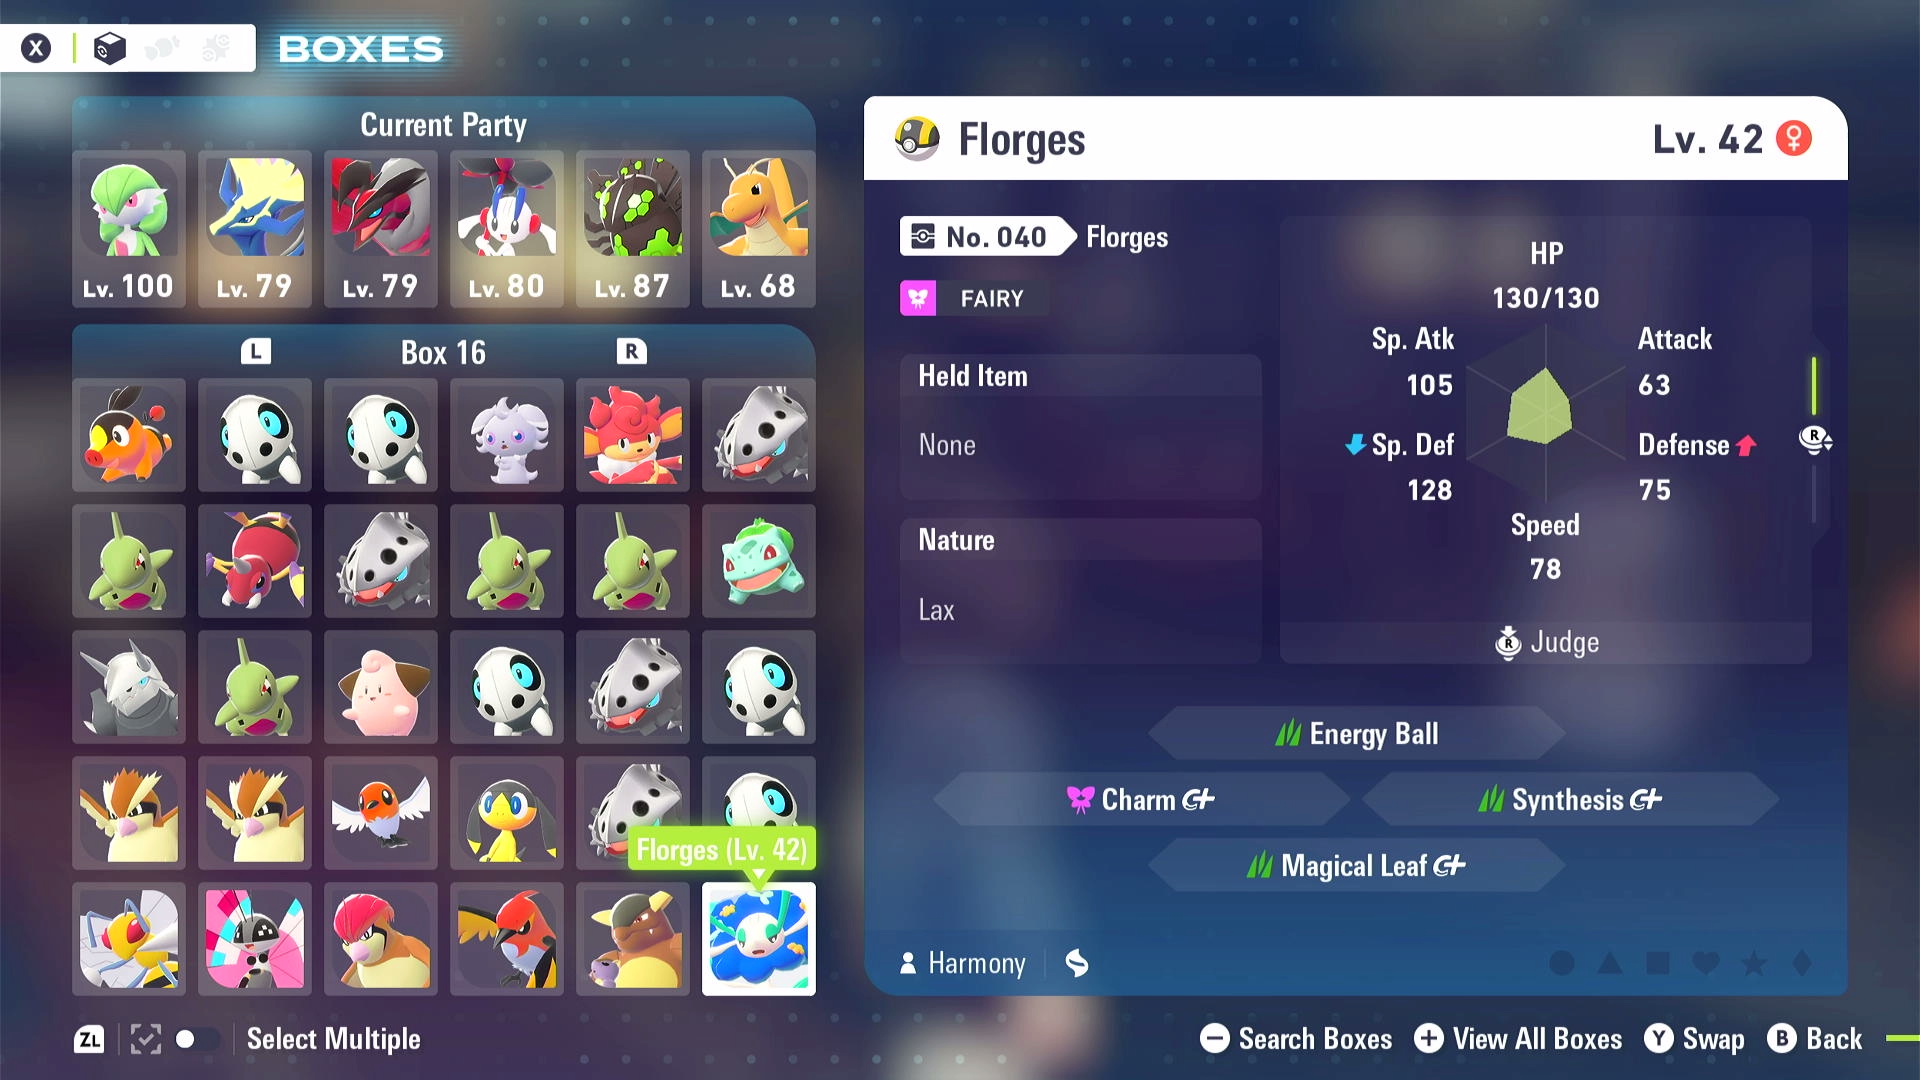 X BOXES
Current Party
Lv. 100 Lv. 79 Lv. 79 Lv. 80 Lv. 87 Lv. 68
L Box 16 R
Florges (Lv. 42)
ZL Select Multiple
Florges Lv. 42 ♀
No. 040 Florges
FAIRY
Held Item
None
Nature
Lax
HP
130/130
Sp. Atk
105
Attack
63
Sp. Def
128
Defense
75
Speed
78
R
R Judge
Energy Ball
Charm +
Synthesis +
Magical Leaf +
Harmony
Search Boxes View All Boxes Y Swap B Back